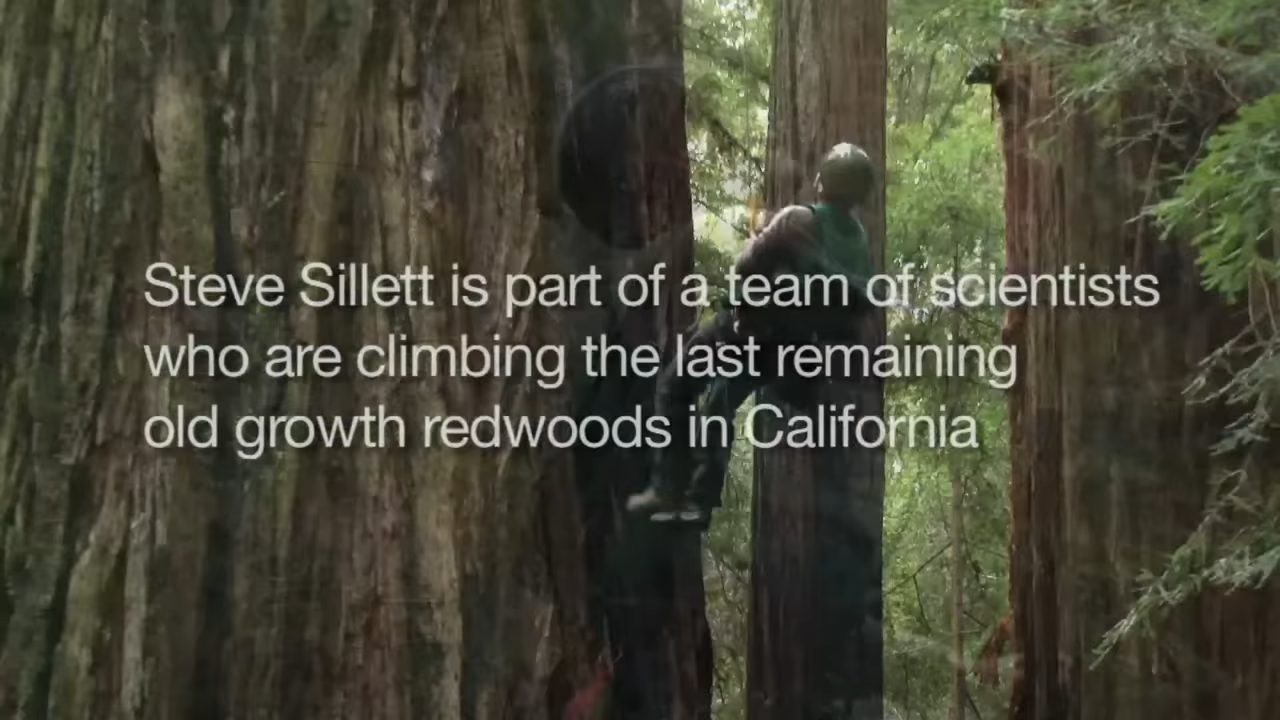 Steve Sillett is part of a team of scientists
who are climbing the last remaining
old growth redwoods in California